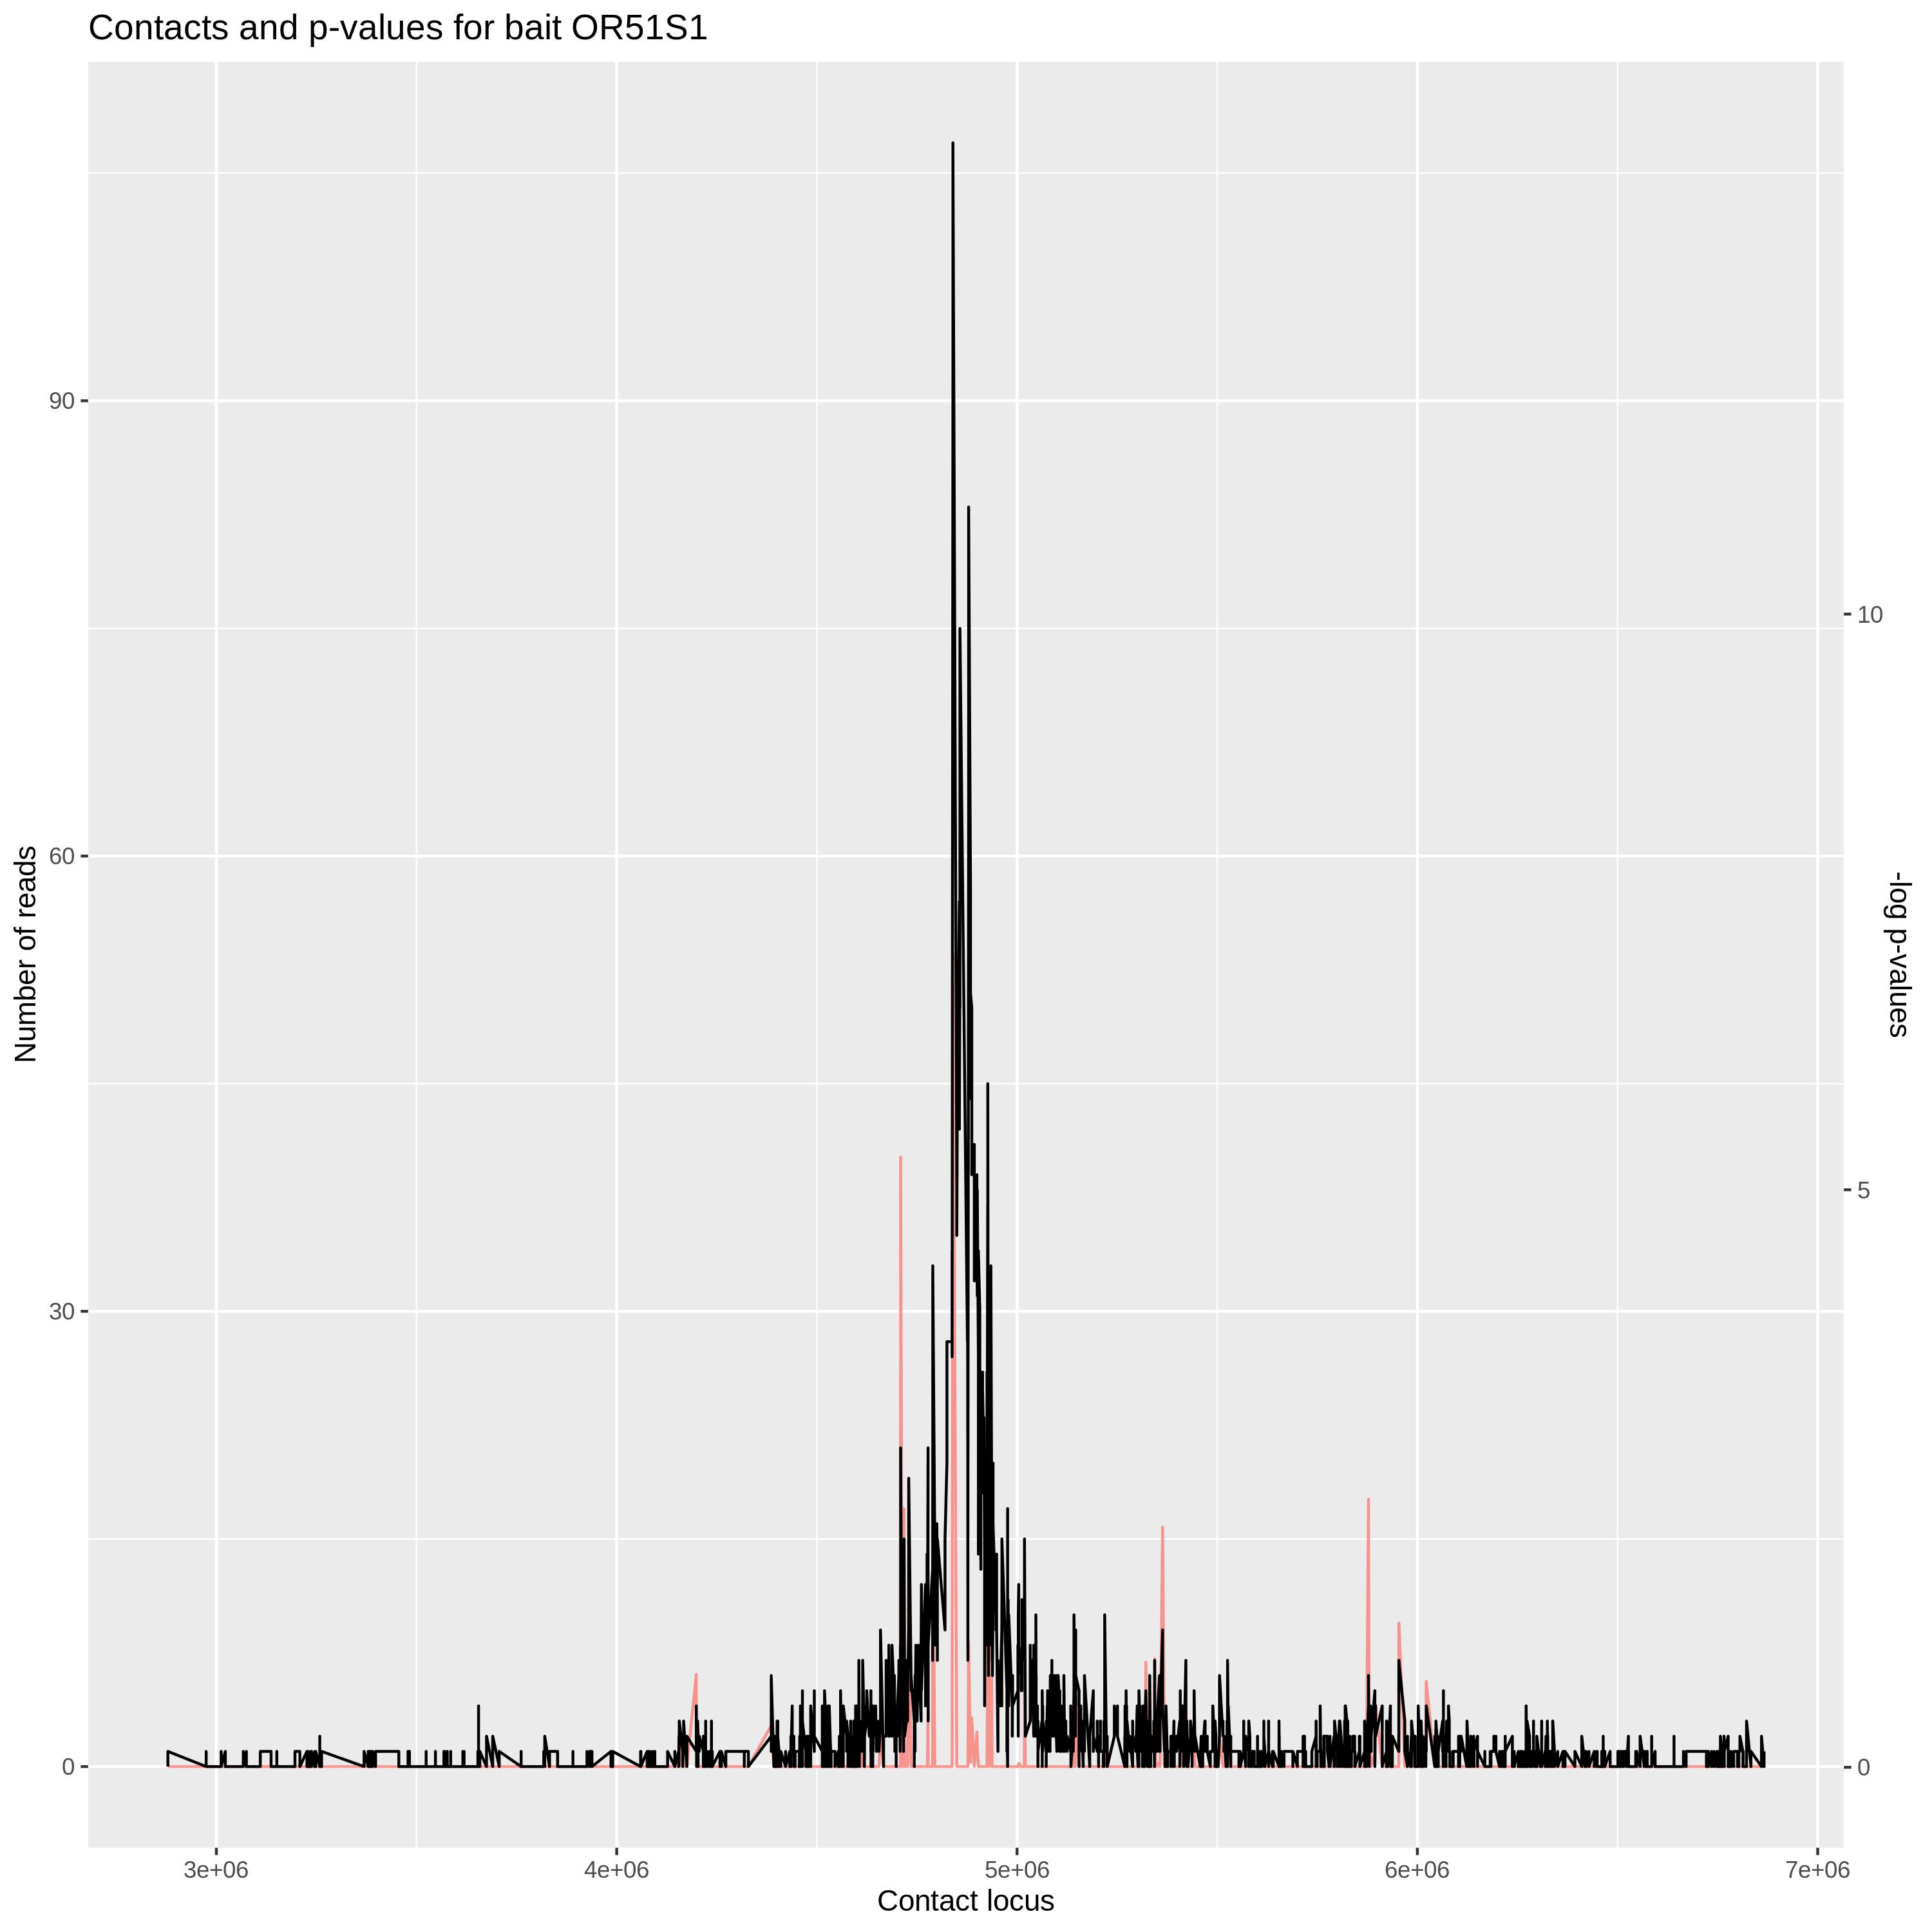 Contacts and p-values for bait OR51S1
Number of reads
90
60
30
0
10
5
0
-log p-values
3e+06 4e+06 5e+06 6e+06 7e+06
Contact locus